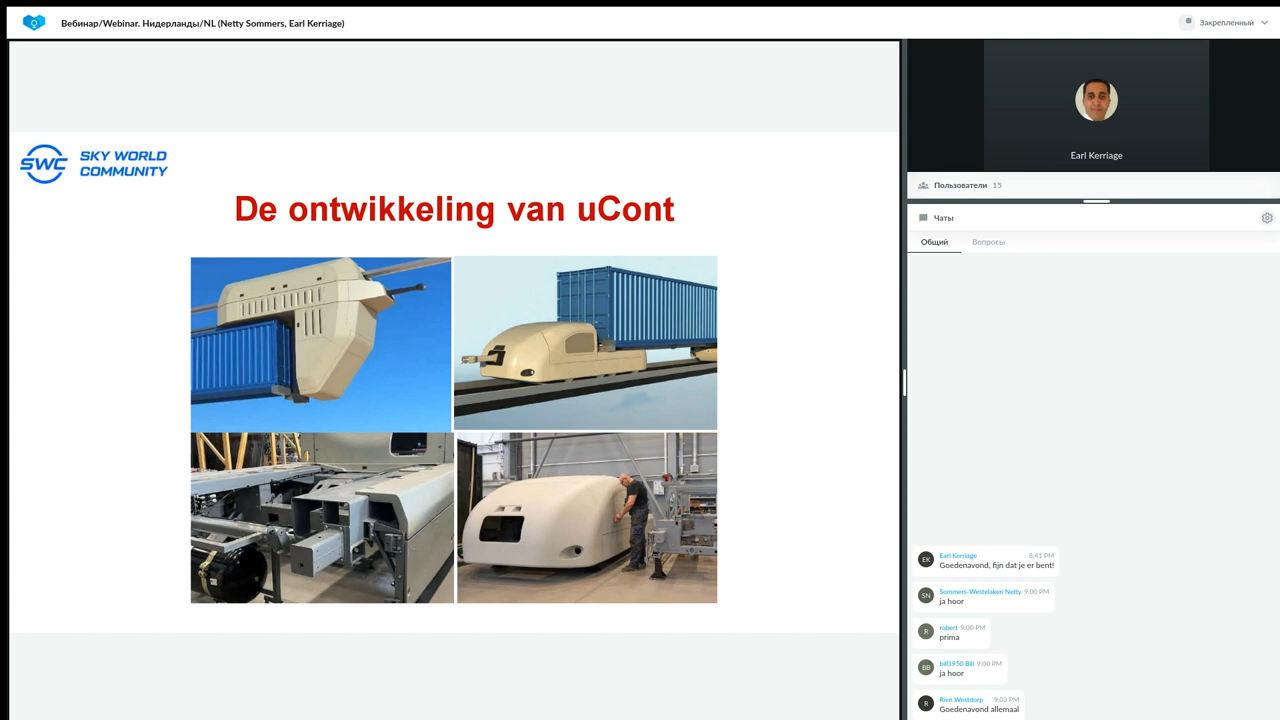 Вебинар/Webinar. Нидерланды/NL (Netty Sommers, Earl Kerriage)
Закрепленный
SWC SKY WORLD
COMMUNITY
De ontwikkeling van uCont
Earl Kerriage
Пользователи 15
Чаты
Общий Вопросы
EK Earl Kerriage 8:41 PM
Goedenavond, fijn dat je er bent!
SN Sommers-Westelaken Netty 9:00 PM
ja hoor
R robert 9:00 PM
prima
BB bill1950 Bill 9:00 PM
ja hoor
R Rien Westdorp 9:03 PM
Goedenavond allemaal